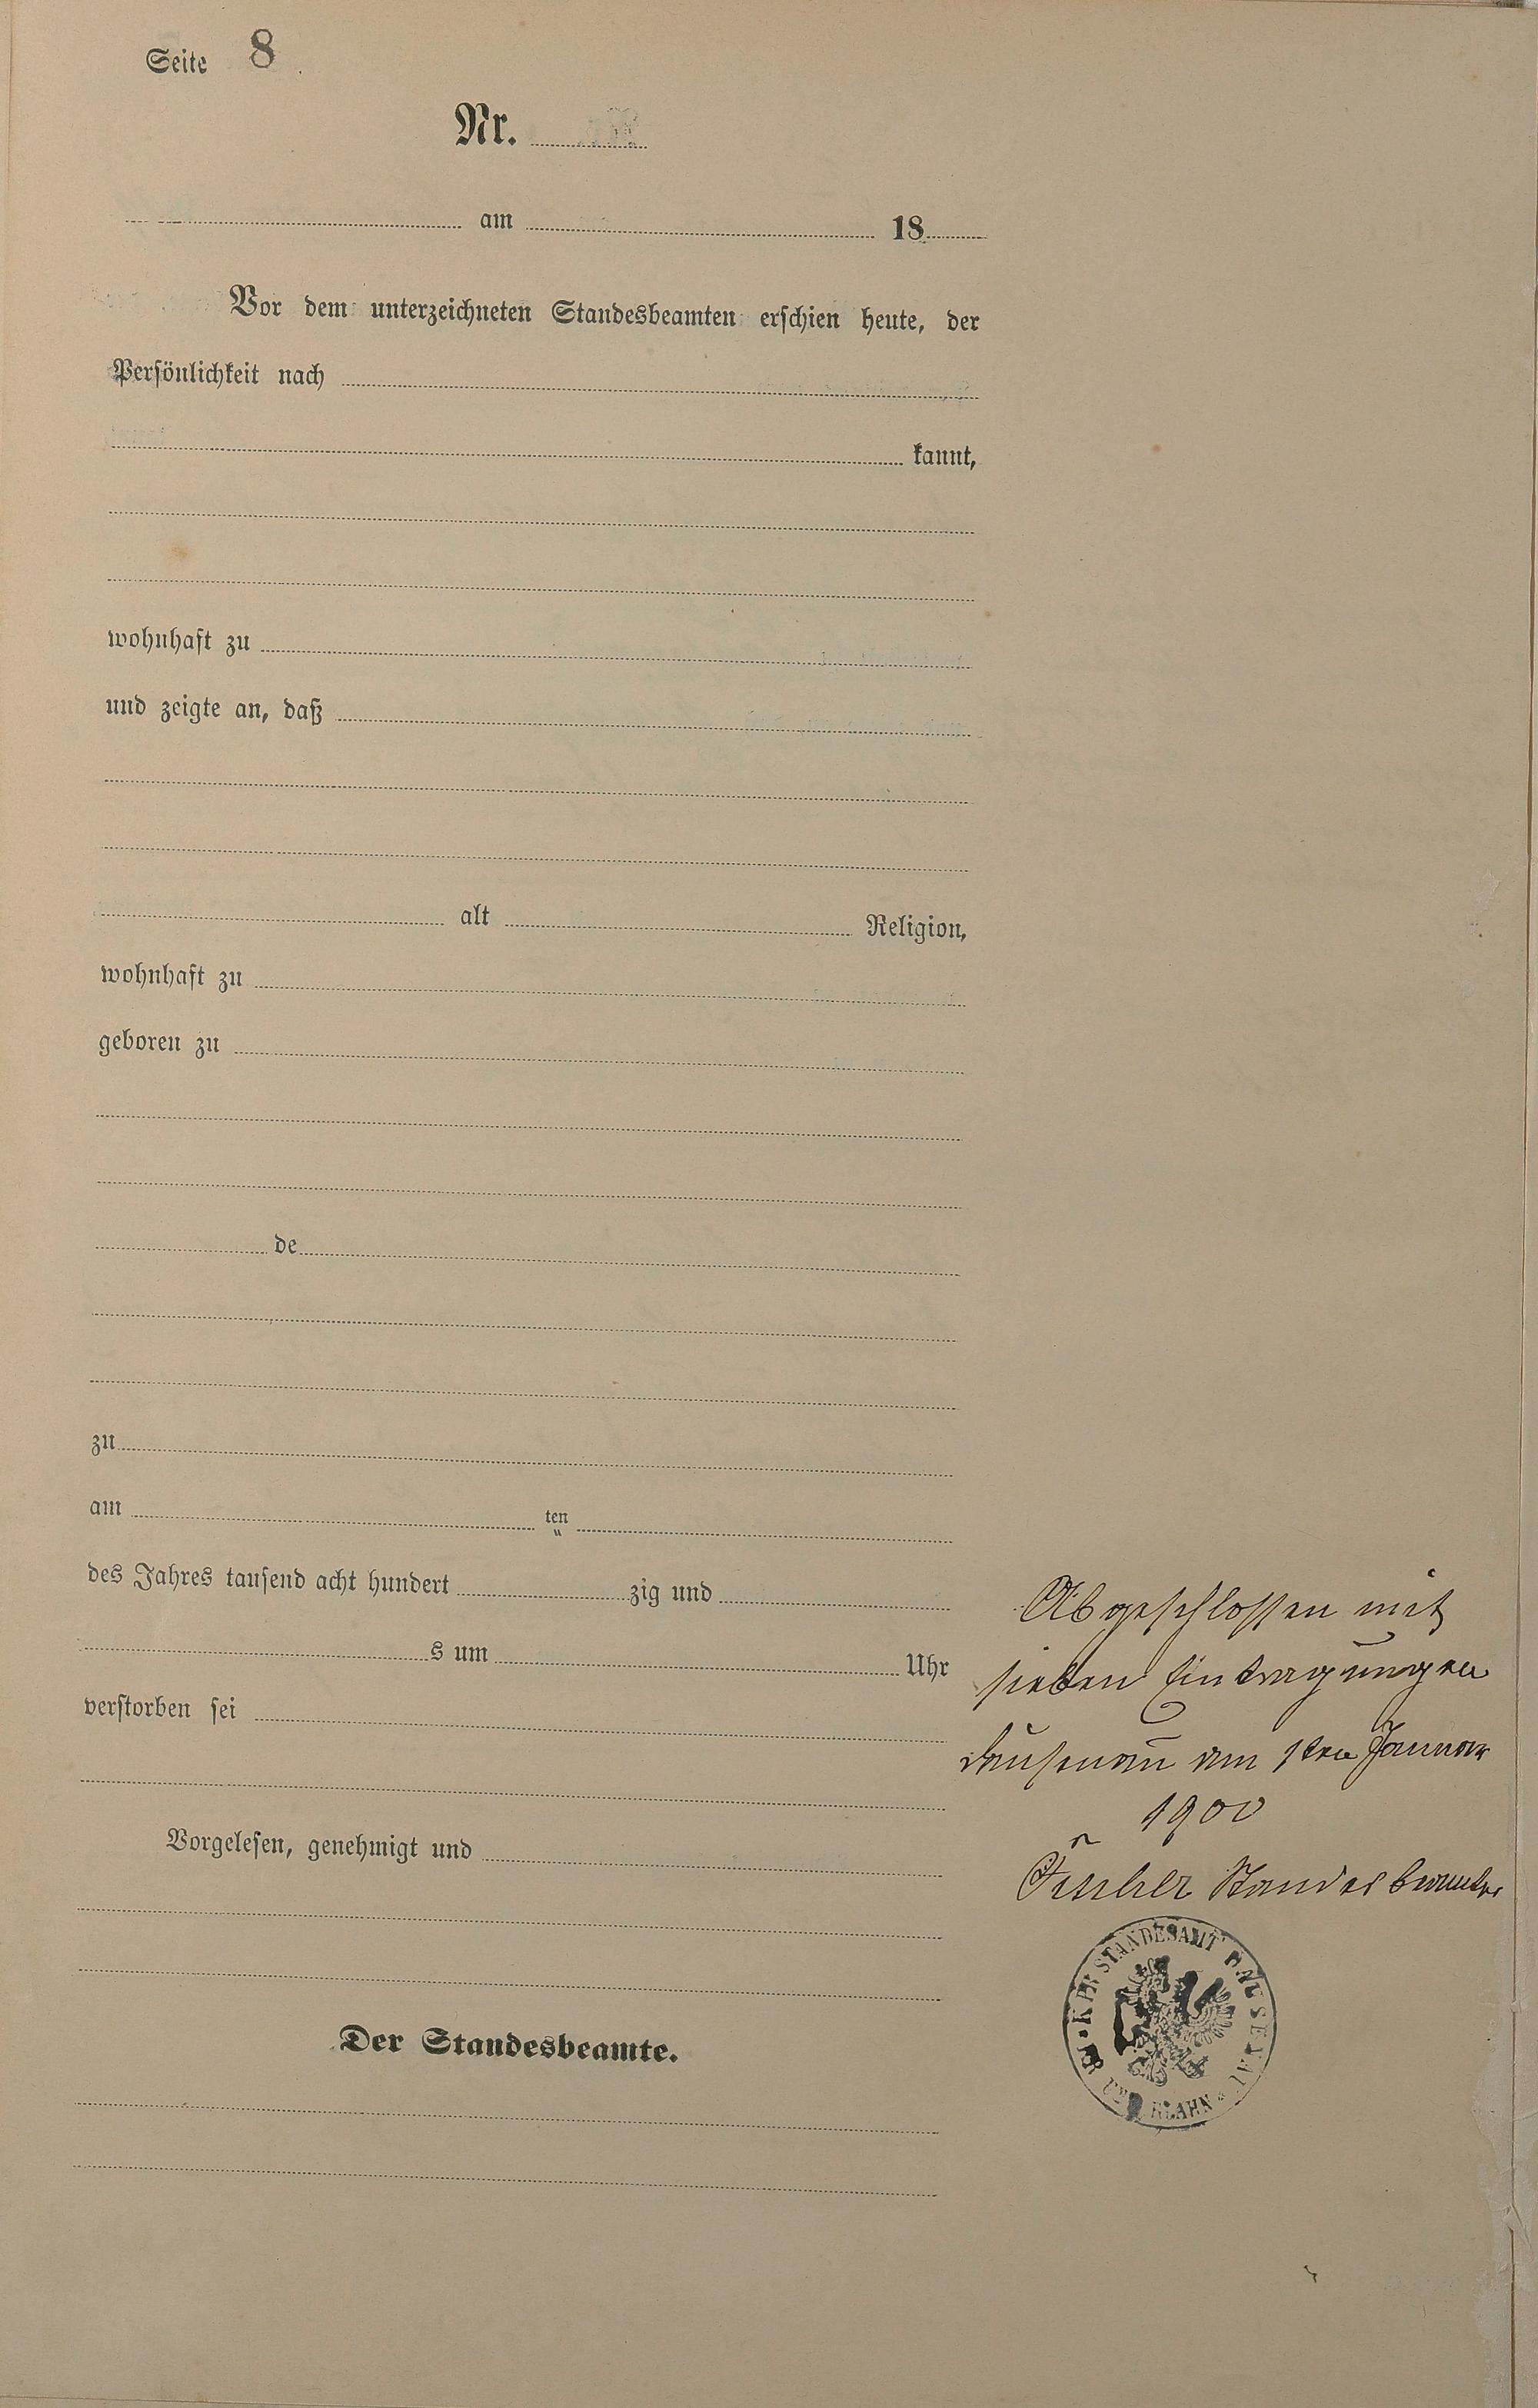 Seite 8
Nr.
am 18
Vor dem unterzeichneten Standesbeamten erschien heute, der
Persönlichkeit nach
kannt,
wohnhaft zu
und zeigte an, daß
alt Religion,
wohnhaft zu
geboren zu
de
zu
am ten
des Jahres tausend acht hundert zig und
s um Uhr
verstorben sei
Vorgelesen, genehmigt und
Der Standesbeamte.
Abgeschlossen mit
sieben Eintragungen
Dausenau am 1ten Januar
1900
Standesbeamter
STANDESAMT DAUSENAU